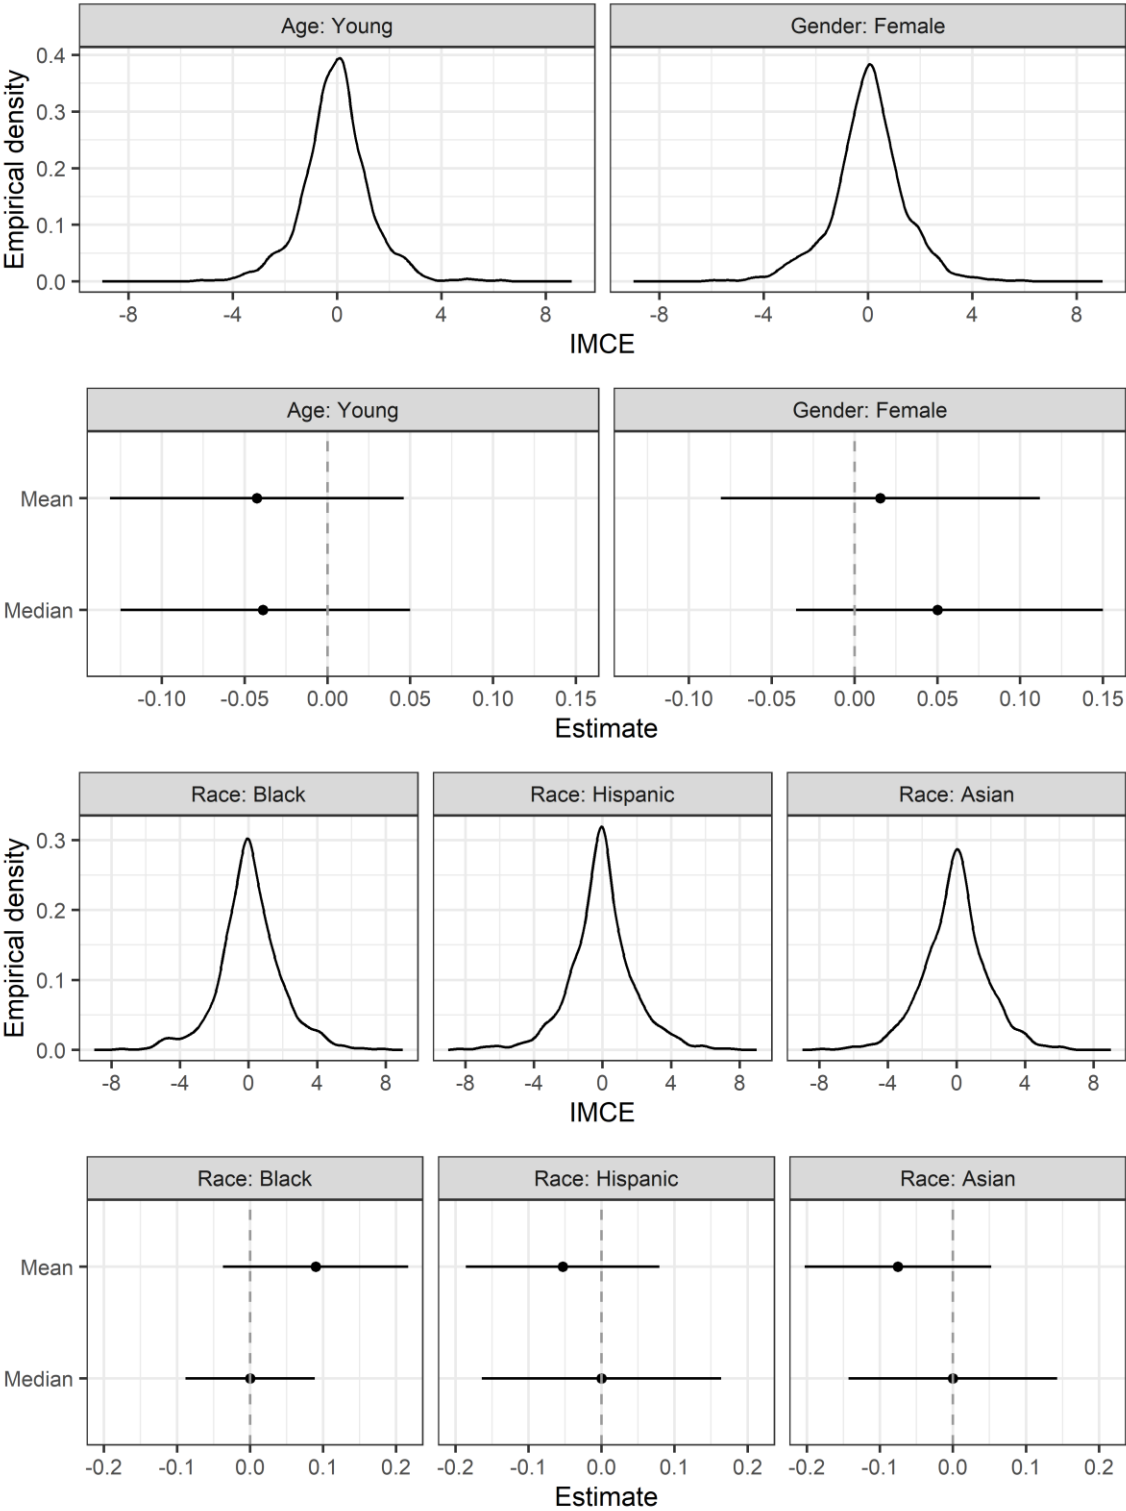 Age: Young Gender: Female
Empirical density
0.4
0.3
0.2
0.1
0.0
-8 -4 0 4 8 -8 -4 0 4 8
IMCE
Age: Young Gender: Female
Mean
Median
-0.10 -0.05 0.00 0.05 0.10 0.15 -0.10 -0.05 0.00 0.05 0.10 0.15
Estimate
Race: Black Race: Hispanic Race: Asian
Empirical density
0.3
0.2
0.1
0.0
-8 -4 0 4 8 -8 -4 0 4 8 -8 -4 0 4 8
IMCE
Race: Black Race: Hispanic Race: Asian
Mean
Median
-0.2 -0.1 0.0 0.1 0.2 -0.2 -0.1 0.0 0.1 0.2 -0.2 -0.1 0.0 0.1 0.2
Estimate